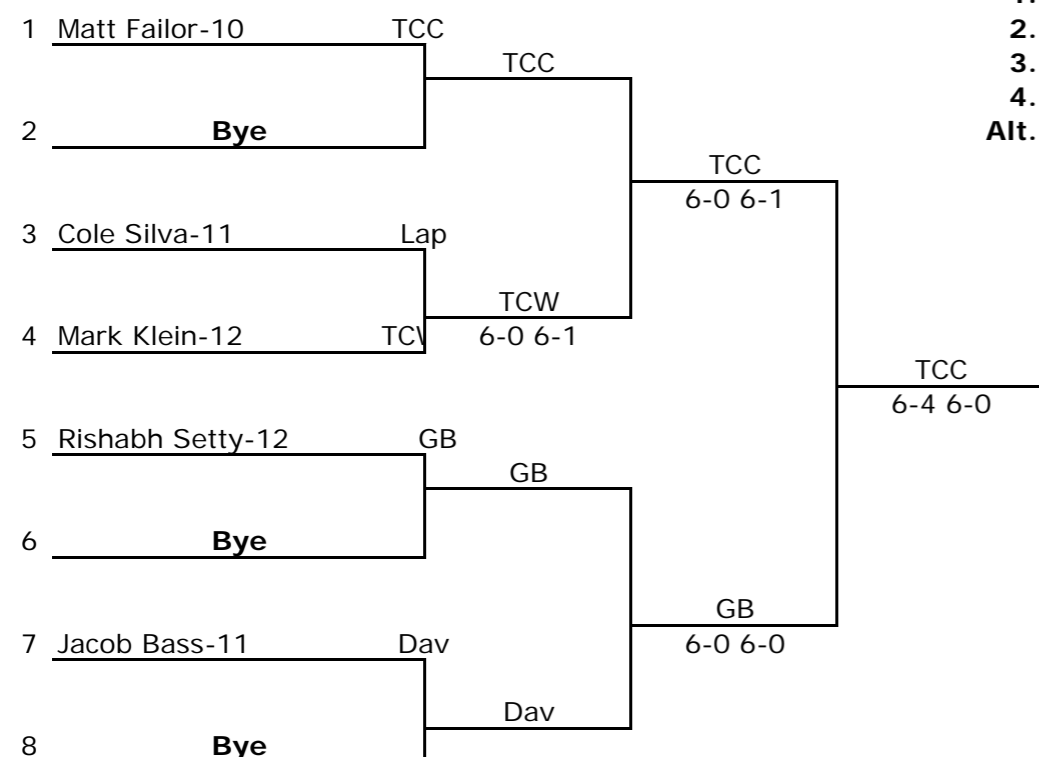 1 Matt Failor-10 TCC
2.
TCC
3.
4.
2 Bye
Alt.
TCC
6-0 6-1
3 Cole Silva-11 Lap
TCW
4 Mark Klein-12 6-0 6-1
TCC
6-4 6-0
5 Rishabh Setty-12 GB
GB
6 Bye
GB
7 Jacob Bass-11 Dav
6-0 6-0
Dav
8 Bye